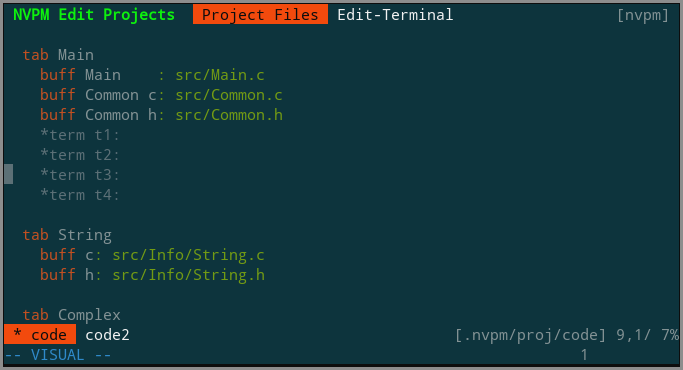 NVPM Edit Projects Project Files Edit-Terminal [nvpm]
tab Main
buff Main : src/Main.c
buff Common c: src/Common.c
buff Common h: src/Common.h
*term t1:
*term t2:
*term t3:
*term t4:
tab String
buff c: src/Info/String.c
buff h: src/Info/String.h
tab Complex
* code code2 [.nvpm/proj/code] 9,1/ 7%
-- VISUAL -- 1